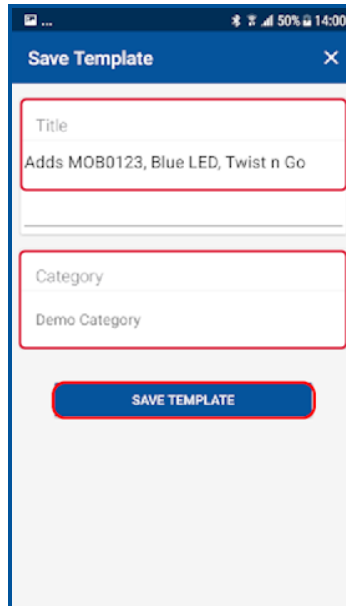 ... 50% 14:00
Save Template
Title
Adds MOB0123, Blue LED, Twist n Go
Category
Demo Category
SAVE TEMPLATE